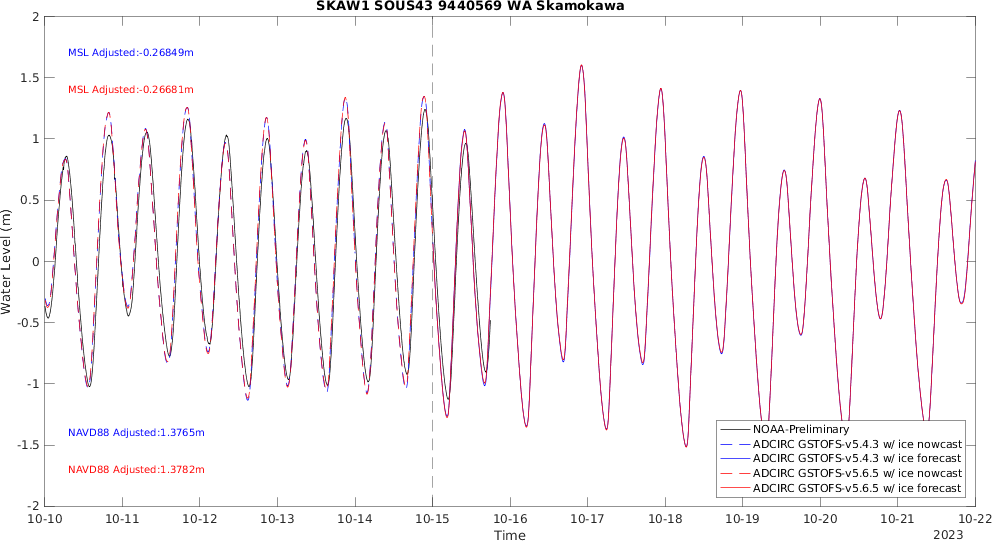 SKAW1 SOUS43 9440569 WA Skamokawa
2
1.5
1
0.5
0
-0.5
-1
-1.5
-2
Water Level (m)
MSL Adjusted:-0.26849m
MSL Adjusted:-0.26681m
NAVD88 Adjusted:1.3765m
NAVD88 Adjusted:1.3782m
NOAA-Preliminary
ADCIRC GSTOFS-v5.4.3 w/ ice nowcast
ADCIRC GSTOFS-v5.4.3 w/ ice forecast
ADCIRC GSTOFS-v5.6.5 w/ ice nowcast
ADCIRC GSTOFS-v5.6.5 w/ ice forecast
10-10 10-11 10-12 10-13 10-14 10-15 10-16 10-17 10-18 10-19 10-20 10-21 10-22
Time
2023